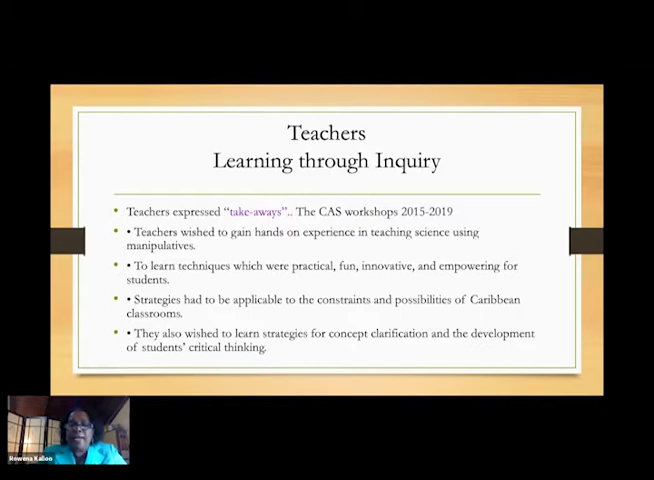 Teachers
Learning through Inquiry
• Teachers expressed “take-aways”.. The CAS workshops 2015-2019
• • Teachers wished to gain hands on experience in teaching science using
manipulatives.
• • To learn techniques which were practical, fun, innovative, and empowering for
students.
• • Strategies had to be applicable to the constraints and possibilities of Caribbean
classrooms.
• • They also wished to learn strategies for concept clarification and the development
of students’ critical thinking.
Rowena Kalloo